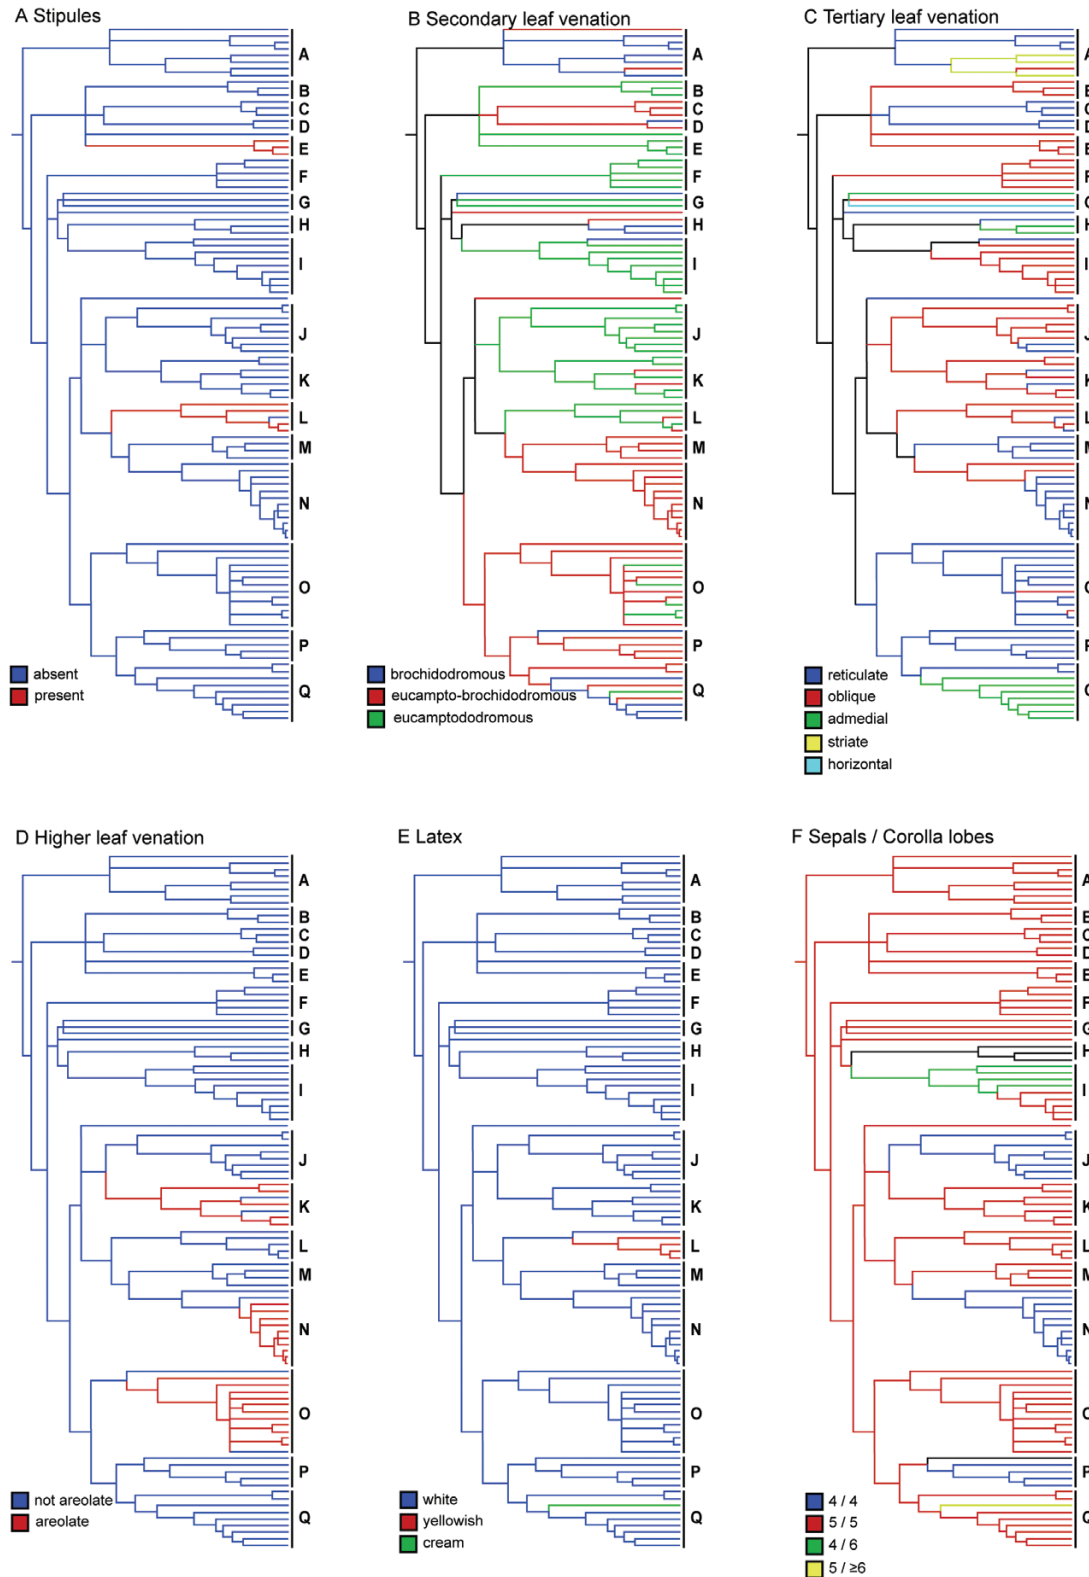 A Stipules
A
B
C
D
E
F
G
H
I
J
K
L
M
N
O
P
Q
absent
present
B Secondary leaf venation
A
B
C
D
E
F
G
H
I
J
K
L
M
N
O
P
Q
brochidodromous
eucampto-brochidodromous
eucamptododromous
C Tertiary leaf venation
A
reticulate
oblique
admedial
striate
horizontal
D Higher leaf venation
A
B
C
D
E
F
G
H
I
J
K
L
M
N
O
P
Q
not areolate
areolate
E Latex
A
B
C
D
E
F
G
H
I
J
K
L
M
N
O
P
Q
white
yellowish
cream
F Sepals / Corolla lobes
A
4 / 4
5 / 5
4 / 6
5 / ≥6